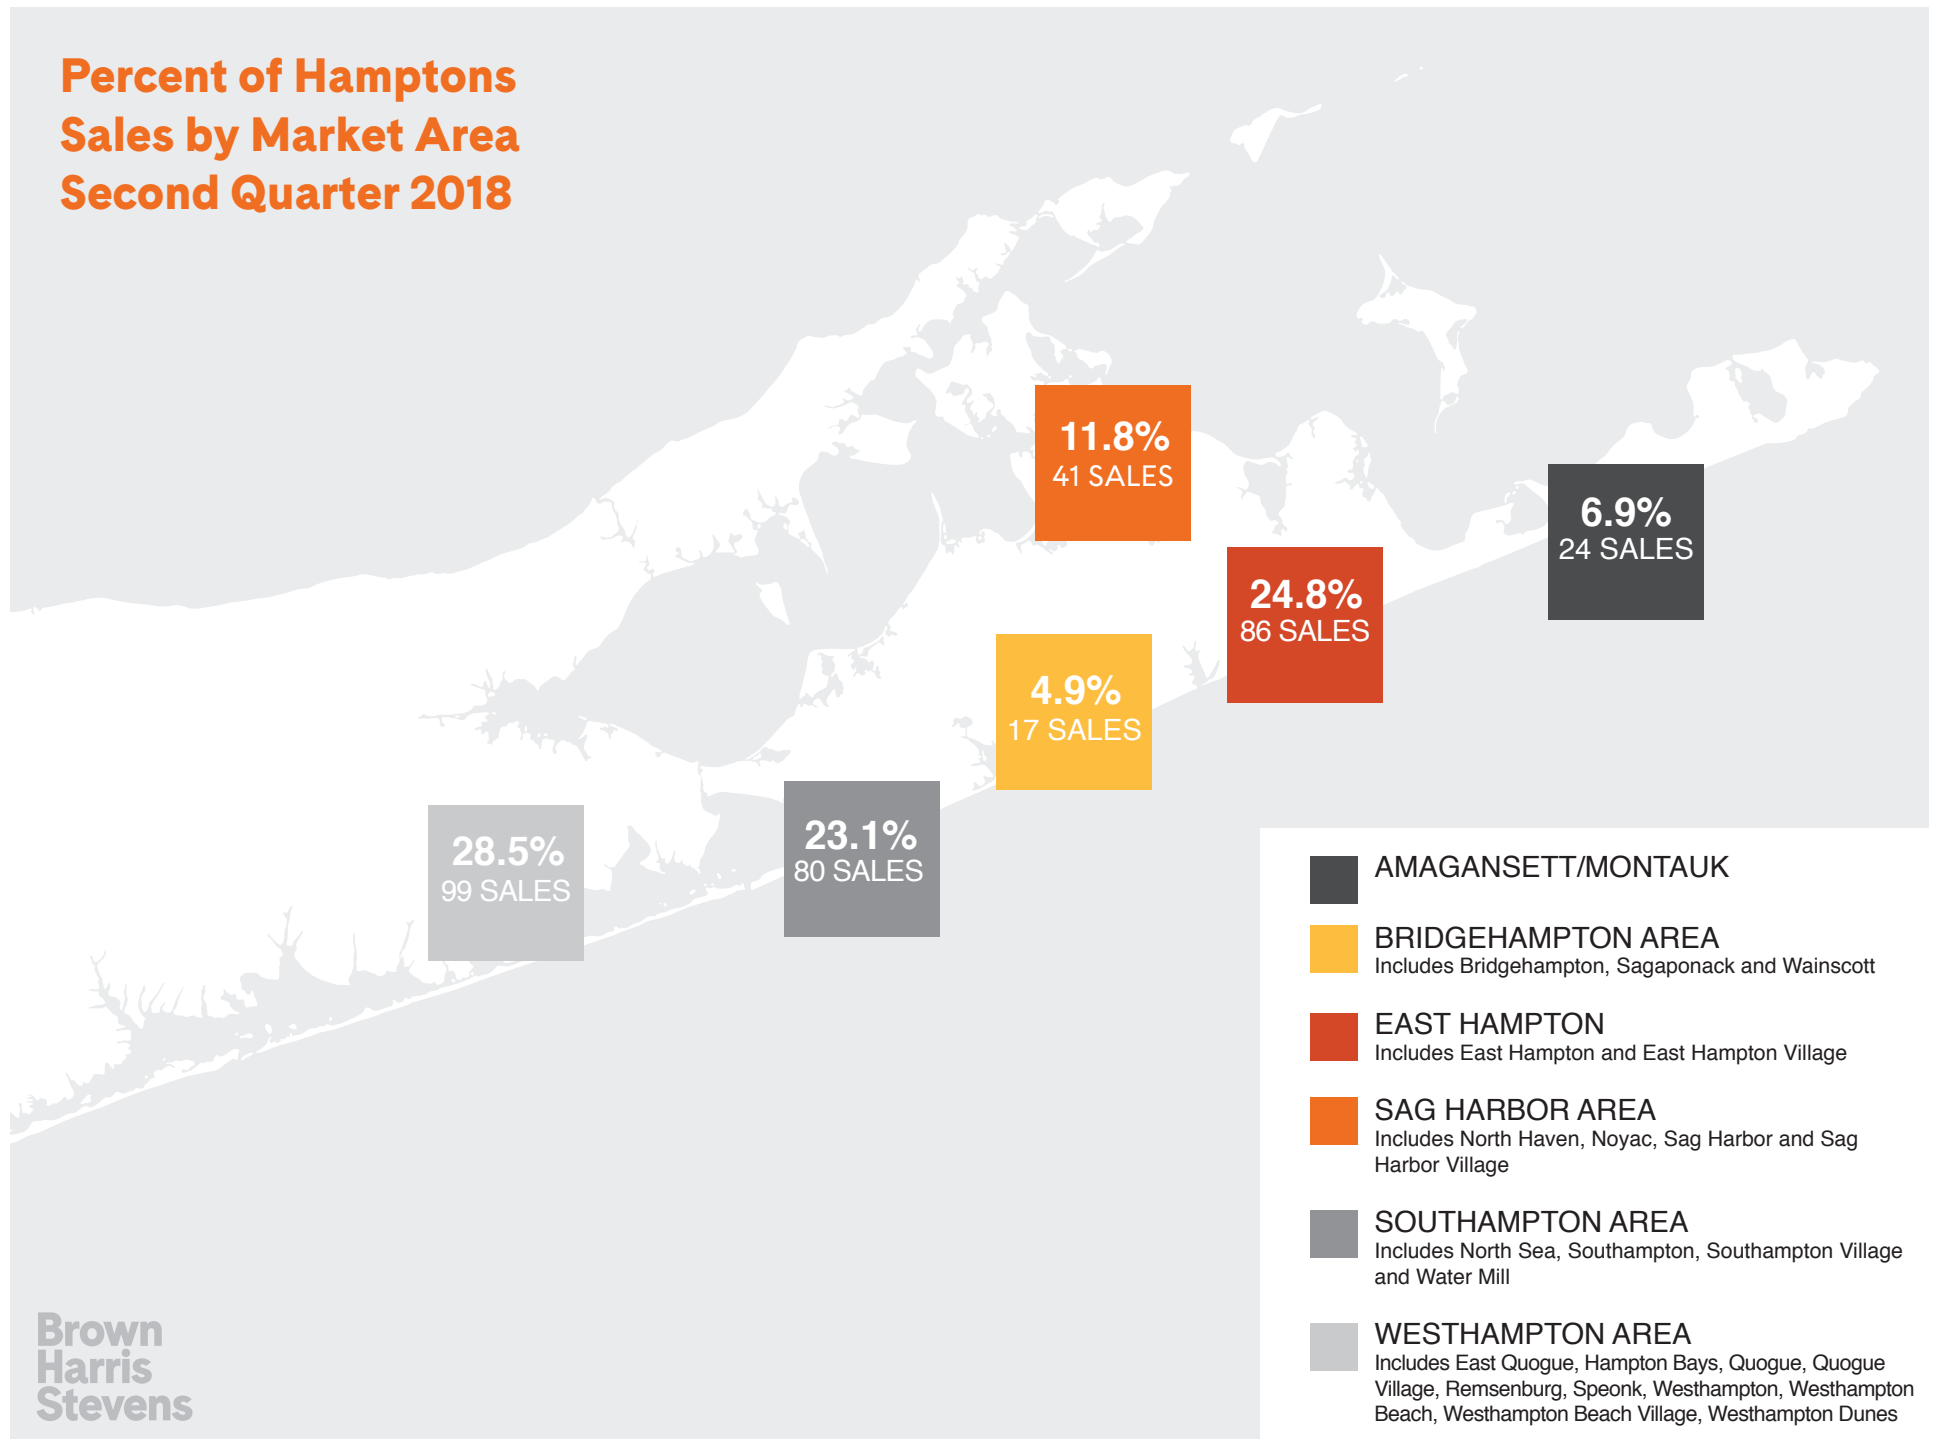 Percent of Hamptons
Sales by Market Area
Second Quarter 2018
11.8%
41 SALES
6.9%
24 SALES
24.8%
86 SALES
4.9%
17 SALES
23.1%
80 SALES
28.5%
99 SALES
AMAGANSETT/MONTAUK
BRIDGEHAMPTON AREA
Includes Bridgehampton, Sagaponack and Wainscott
EAST HAMPTON
Includes East Hampton and East Hampton Village
SAG HARBOR AREA
Includes North Haven, Noyac, Sag Harbor and Sag
Harbor Village
SOUTHAMPTON AREA
Includes North Sea, Southampton, Southampton Village
and Water Mill
WESTHAMPTON AREA
Includes East Quogue, Hampton Bays, Quogue, Quogue
Village, Remsenburg, Speonk, Westhampton, Westhampton
Beach, Westhampton Beach Village, Westhampton Dunes
Brown
Harris
Stevens